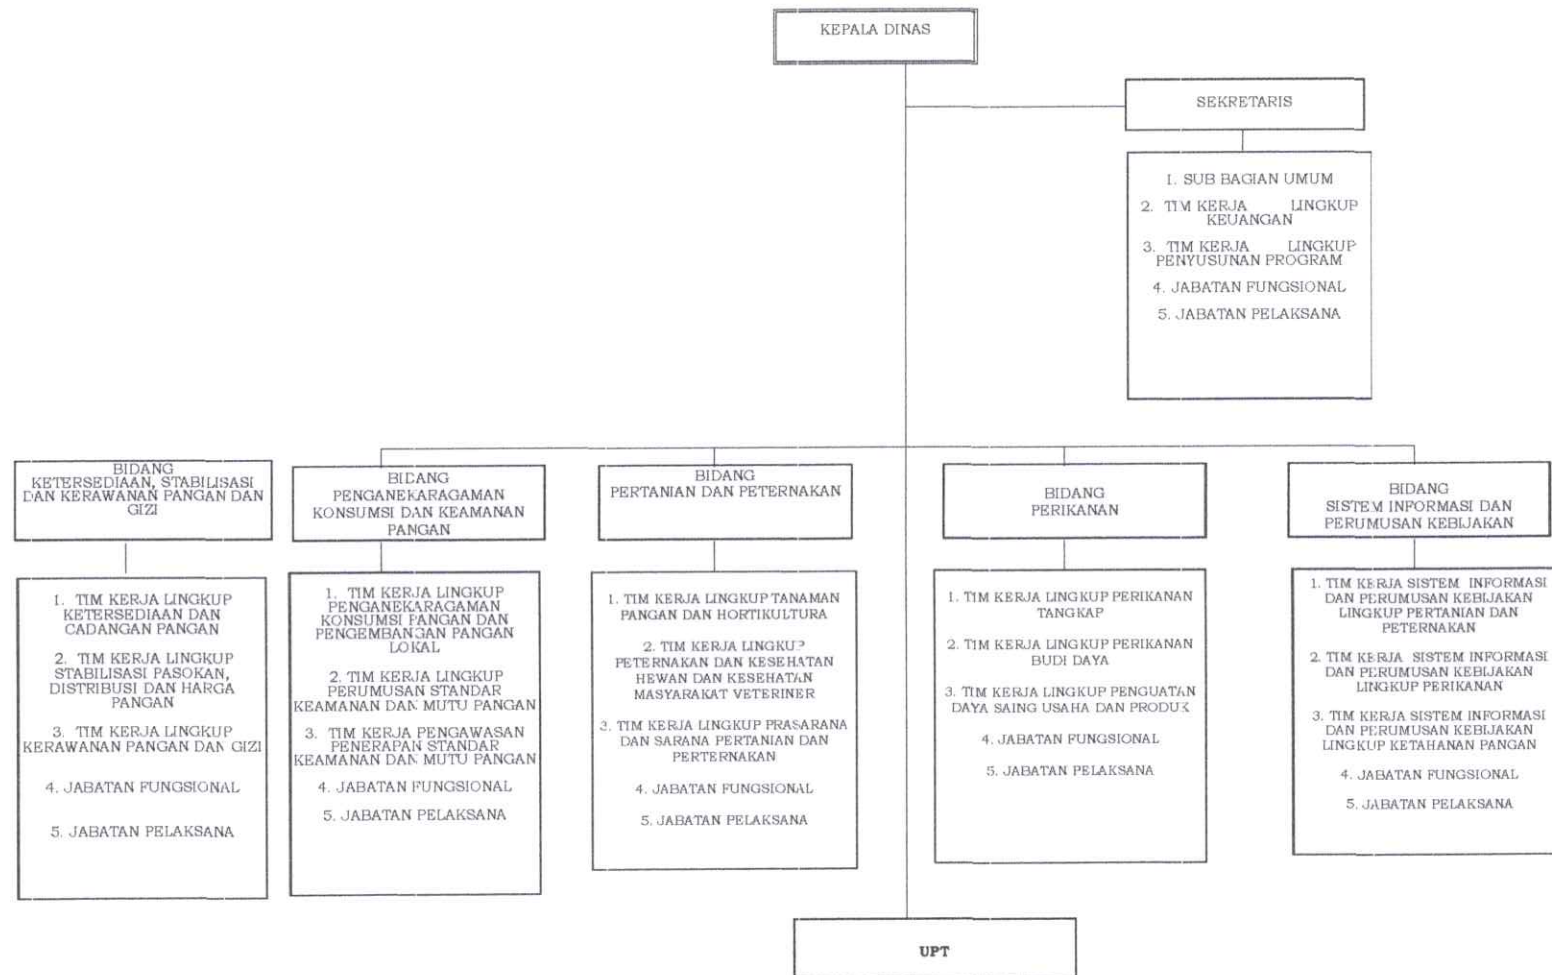 KEPALA DINAS
SEKRETARIS
1. SUB BAGIAN UMUM
2. TIM KERJA LINGKUP
KEUANGAN
3. TIM KERJA LINGKUP
PENYUSUNAN PROGRAM
4. JABATAN FUNGSIONAL
5. JABATAN PELAKSANA
BIDANG
KETERSEDIAAN, STABILISASI
DAN KERAWANAN PANGAN DAN
GIZI
1. TIM KERJA LINGKUP
KETERSEDIAAN DAN
CADANGAN PANGAN
2. TIM KERJA LINGKUP
STABILISASI PASOKAN,
DISTRIBUSI DAN HARGA
PANGAN
3. TIM KERJA LINGKUP
KERAWANAN PANGAN DAN GIZI
4. JABATAN FUNGSIONAL
5. JABATAN PELAKSANA
BIDANG
PENGANEKARAGAMAN
KONSUMSI DAN KEAMANAN
PANGAN
1. TIM KERJA LINGKUP
PENGANEKARAGAMAN
KONSUMSI PANGAN DAN
PENGEMBANGAN PANGAN
LOKAL
2. TIM KERJA LINGKUP
PERUMUSAN STANDAR
KEAMANAN DAN MUTU PANGAN
3. TIM KERJA PENGAWASAN
PENERAPAN STANDAR
KEAMANAN DAN MUTU PANGAN
4. JABATAN FUNGSIONAL
5. JABATAN PELAKSANA
BIDANG
PERTANIAN DAN PETERNAKAN
1. TIM KERJA LINGKUP TANAMAN
PANGAN DAN HORTIKULTURA
2. TIM KERJA LINGKUP
PETERNAKAN DAN KESEHATAN
HEWAN DAN KESEHATAN
MASYARAKAT VETERINER
3. TIM KERJA LINGKUP PRASARANA
DAN SARANA PERTANIAN DAN
PERTERNAKAN
4. JABATAN FUNGSIONAL
5. JABATAN PELAKSANA
BIDANG
PERIKANAN
1. TIM KERJA LINGKUP PERIKANAN
TANGKAP
2. TIM KERJA LINGKUP PERIKANAN
BUDI DAYA
3. TIM KERJA LINGKUP PENGUATAN
DAYA SAING USAHA DAN PRODUK
4. JABATAN FUNGSIONAL
5. JABATAN PELAKSANA
BIDANG
SISTEM INFORMASI DAN
PERUMUSAN KEBIJAKAN
1. TIM KERJA SISTEM INFORMASI
DAN PERUMUSAN KEBIJAKAN
LINGKUP PERTANIAN DAN
PETERNAKAN
2. TIM KERJA SISTEM INFORMASI
DAN PERUMUSAN KEBIJAKAN
LINGKUP PERIKANAN
3. TIM KERJA SISTEM INFORMASI
DAN PERUMUSAN KEBIJAKAN
LINGKUP KETAHANAN PANGAN
4. JABATAN FUNGSIONAL
5. JABATAN PELAKSANA
UPT